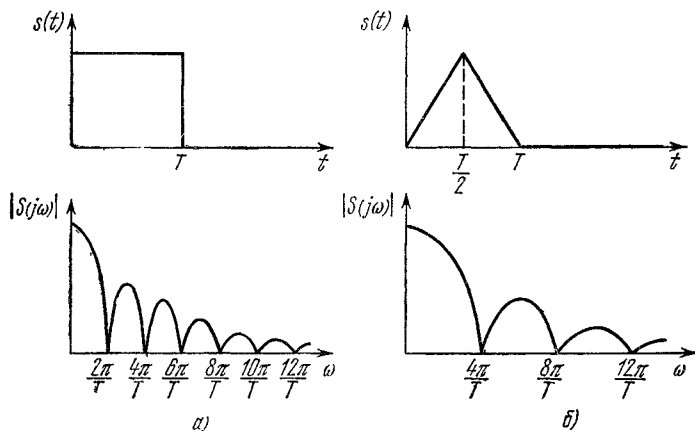 s(t)
T
t
|S(jω)|
2π/T 4π/T 6π/T 8π/T 10π/T 12π/T ω
а)
s(t)
T/2 T t
|S(jω)|
4π/T 8π/T 12π/T ω
б)